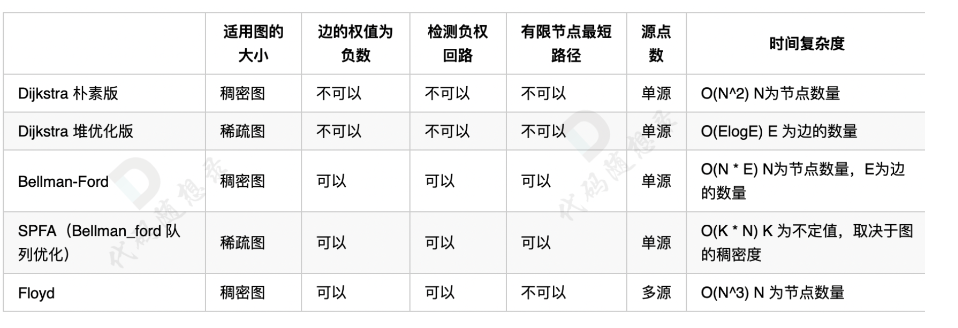 适用图的大小 边的权值为负数 检测负权回路 有限节点最短路径 源点数 时间复杂度
Dijkstra 朴素版 稠密图 不可以 不可以 不可以 单源 O(N^2) N为节点数量
Dijkstra 堆优化版 稀疏图 不可以 不可以 不可以 单源 O(ElogE) E 为边的数量
Bellman-Ford 稠密图 可以 可以 可以 单源 O(N * E) N为节点数量，E为边的数量
SPFA（Bellman_ford 队列优化） 稀疏图 可以 可以 可以 单源 O(K * N) K 为不定值，取决于图的稠密度
Floyd 稠密图 可以 可以 不可以 多源 O(N^3) N 为节点数量
代码随想录
代码随想录